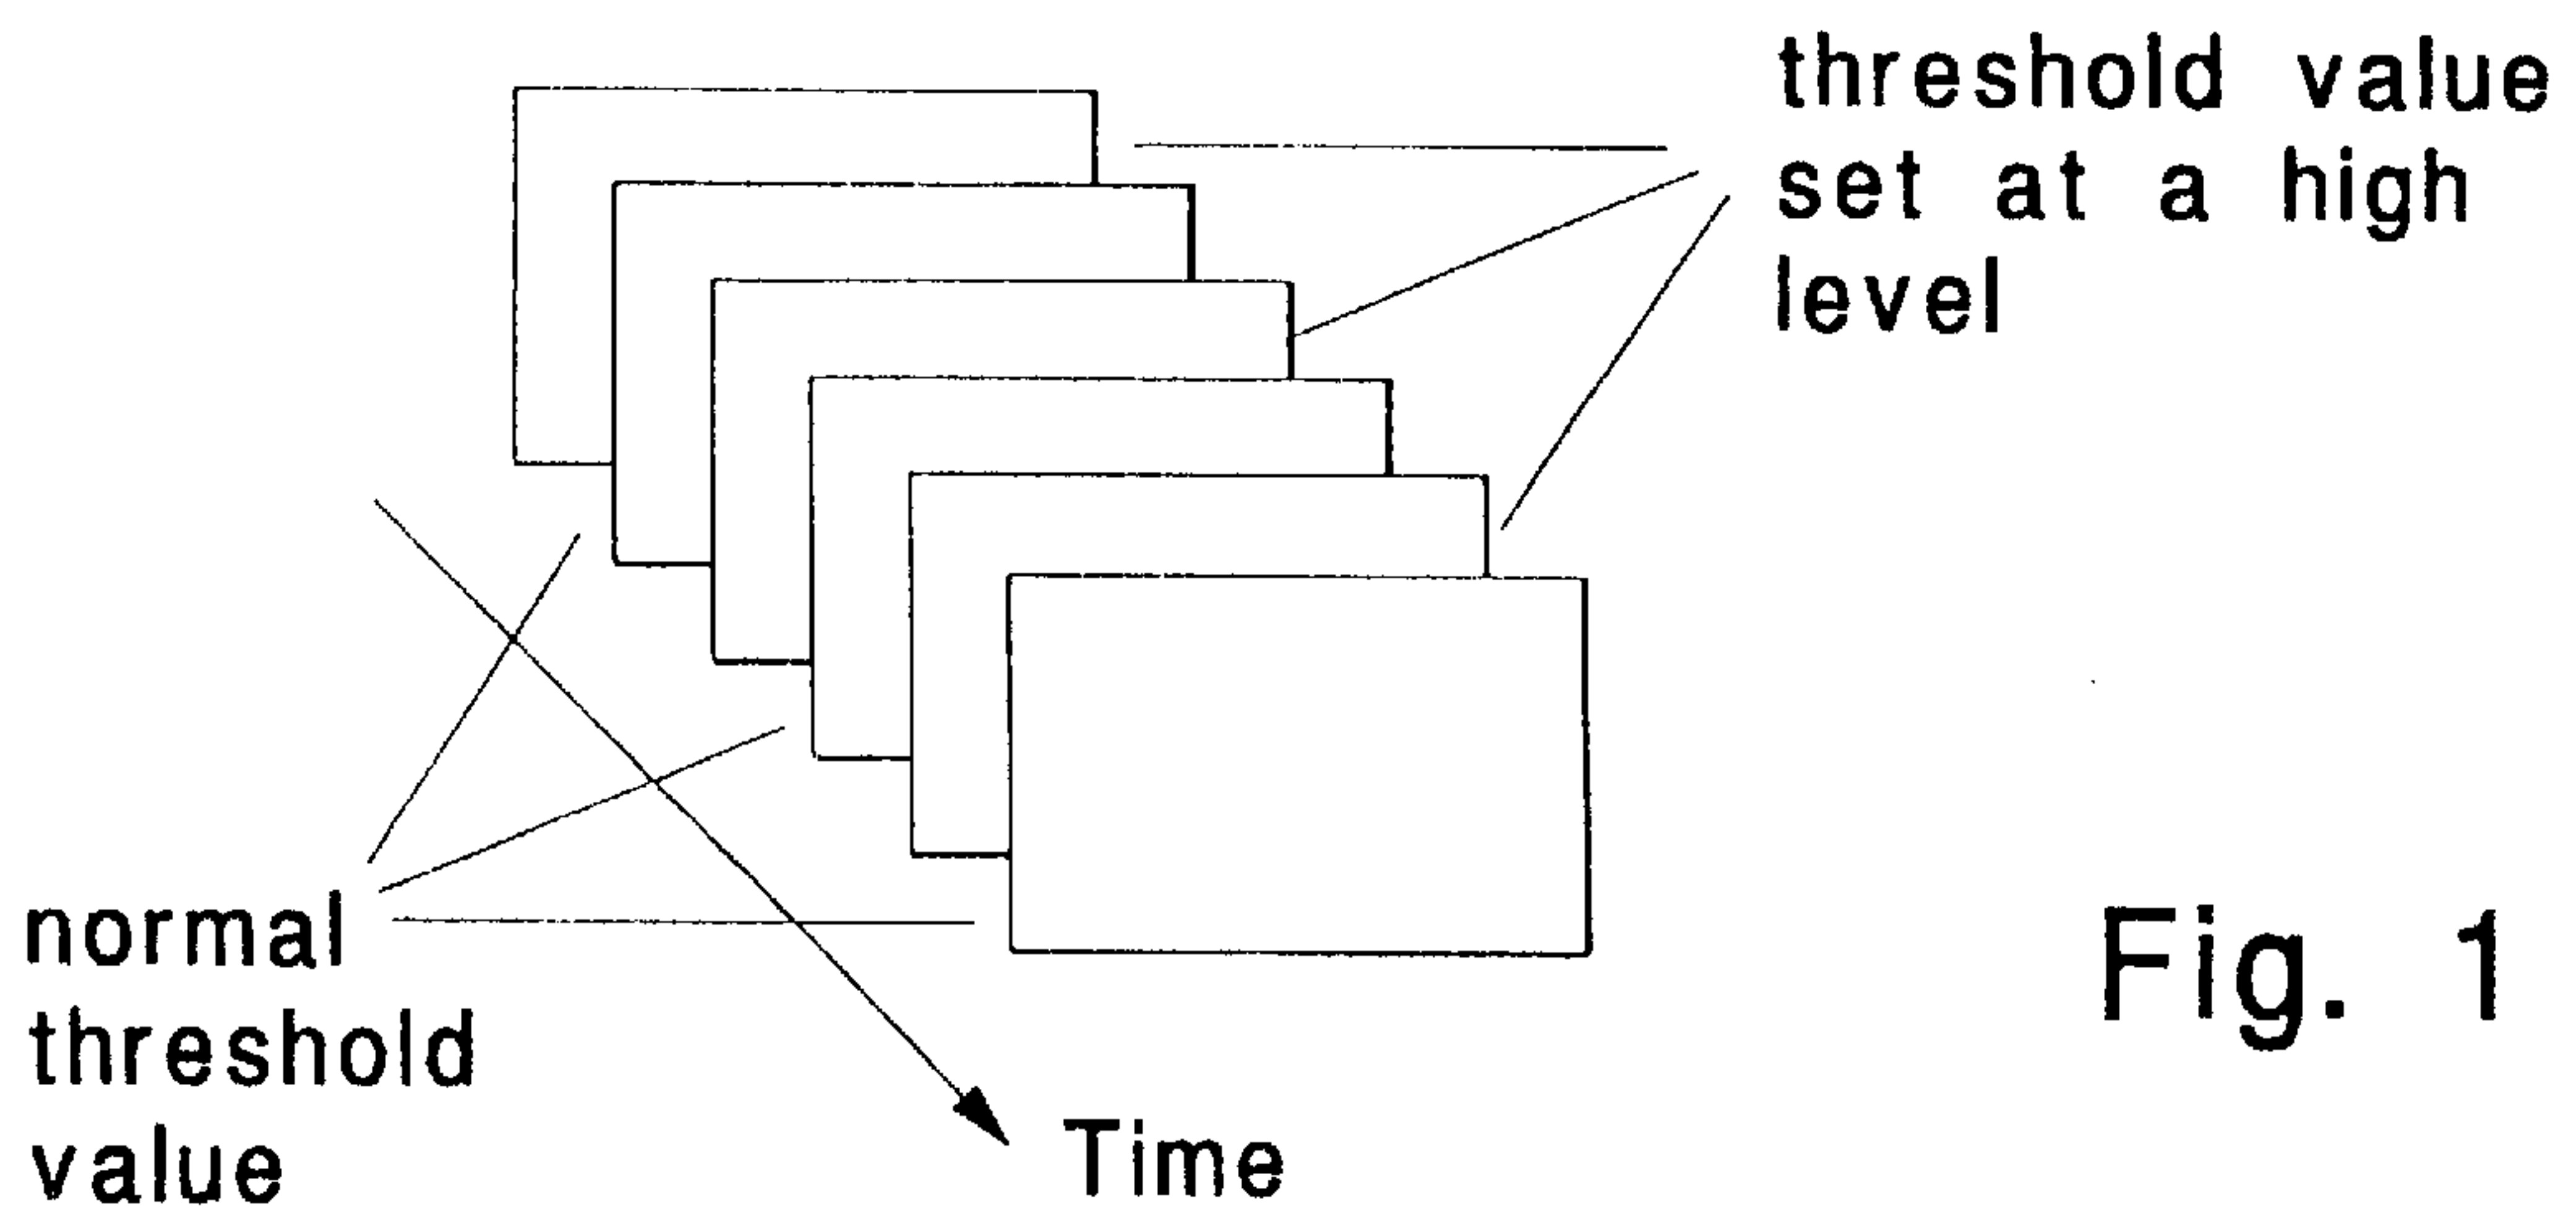 threshold value
set at a high
level
normal
threshold
value
Time
Fig. 1